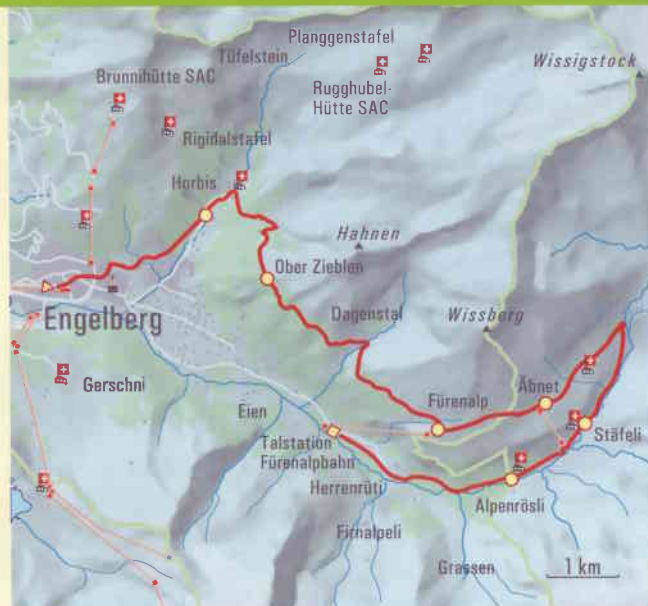 Planggenstafel
Tüfelstein
Wissigstock
Brunnihütte SAC
Rugghubel-
Hütte SAC
Rigidalstafel
Horbis
Hahnen
Ober Zieblen
Dagenstal
Wissberg
Engelberg
Gerschni
Äbnet
Fürenalp
Eien
Stäfeli
Talstation
Fürenalpbahn
Herrenrüti
Alpenrösli
Firnalpeli
Grassen
1 km